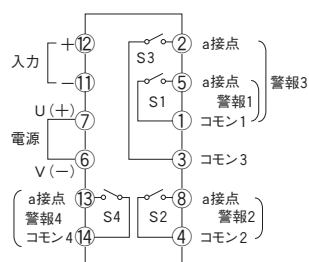 入力
+ 12
− 11
電源
U(+) 7
6
V(−)
a接点 13
警報4 S4
コモン4 14
S3
2 a接点
5 a接点
S1 警報1
警報3
1 コモン1
3 コモン3
8 a接点
S2 警報2
4 コモン2